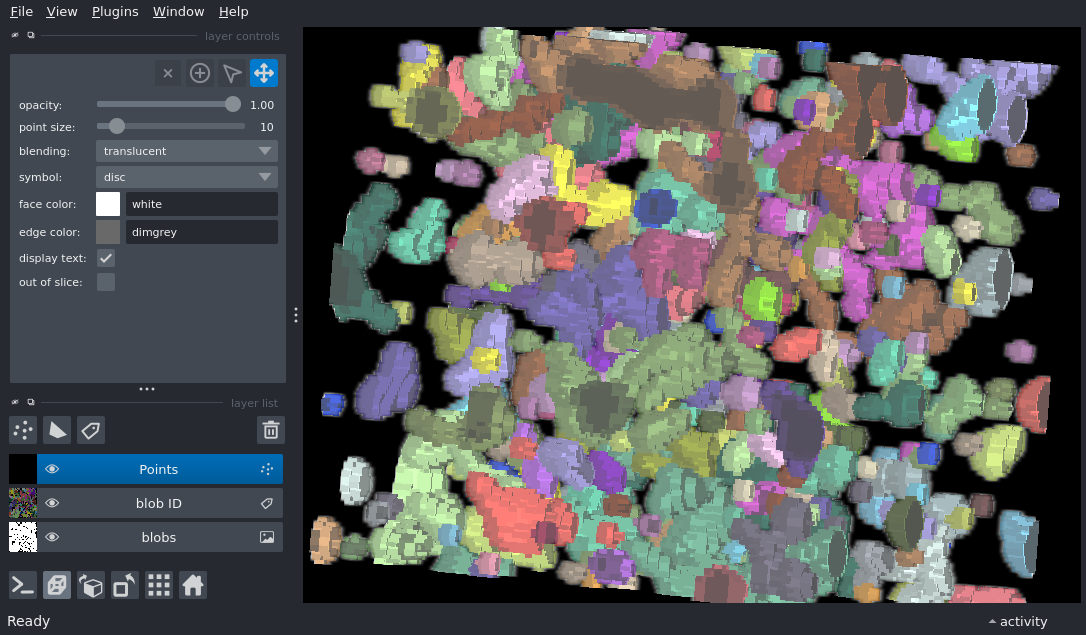 File View Plugins Window Help
layer controls
opacity: 1.00
point size: 10
blending: translucent
symbol: disc
face color: white
edge color: dimgrey
display text:
out of slice:
layer list
Points
blob ID
blobs
Ready activity